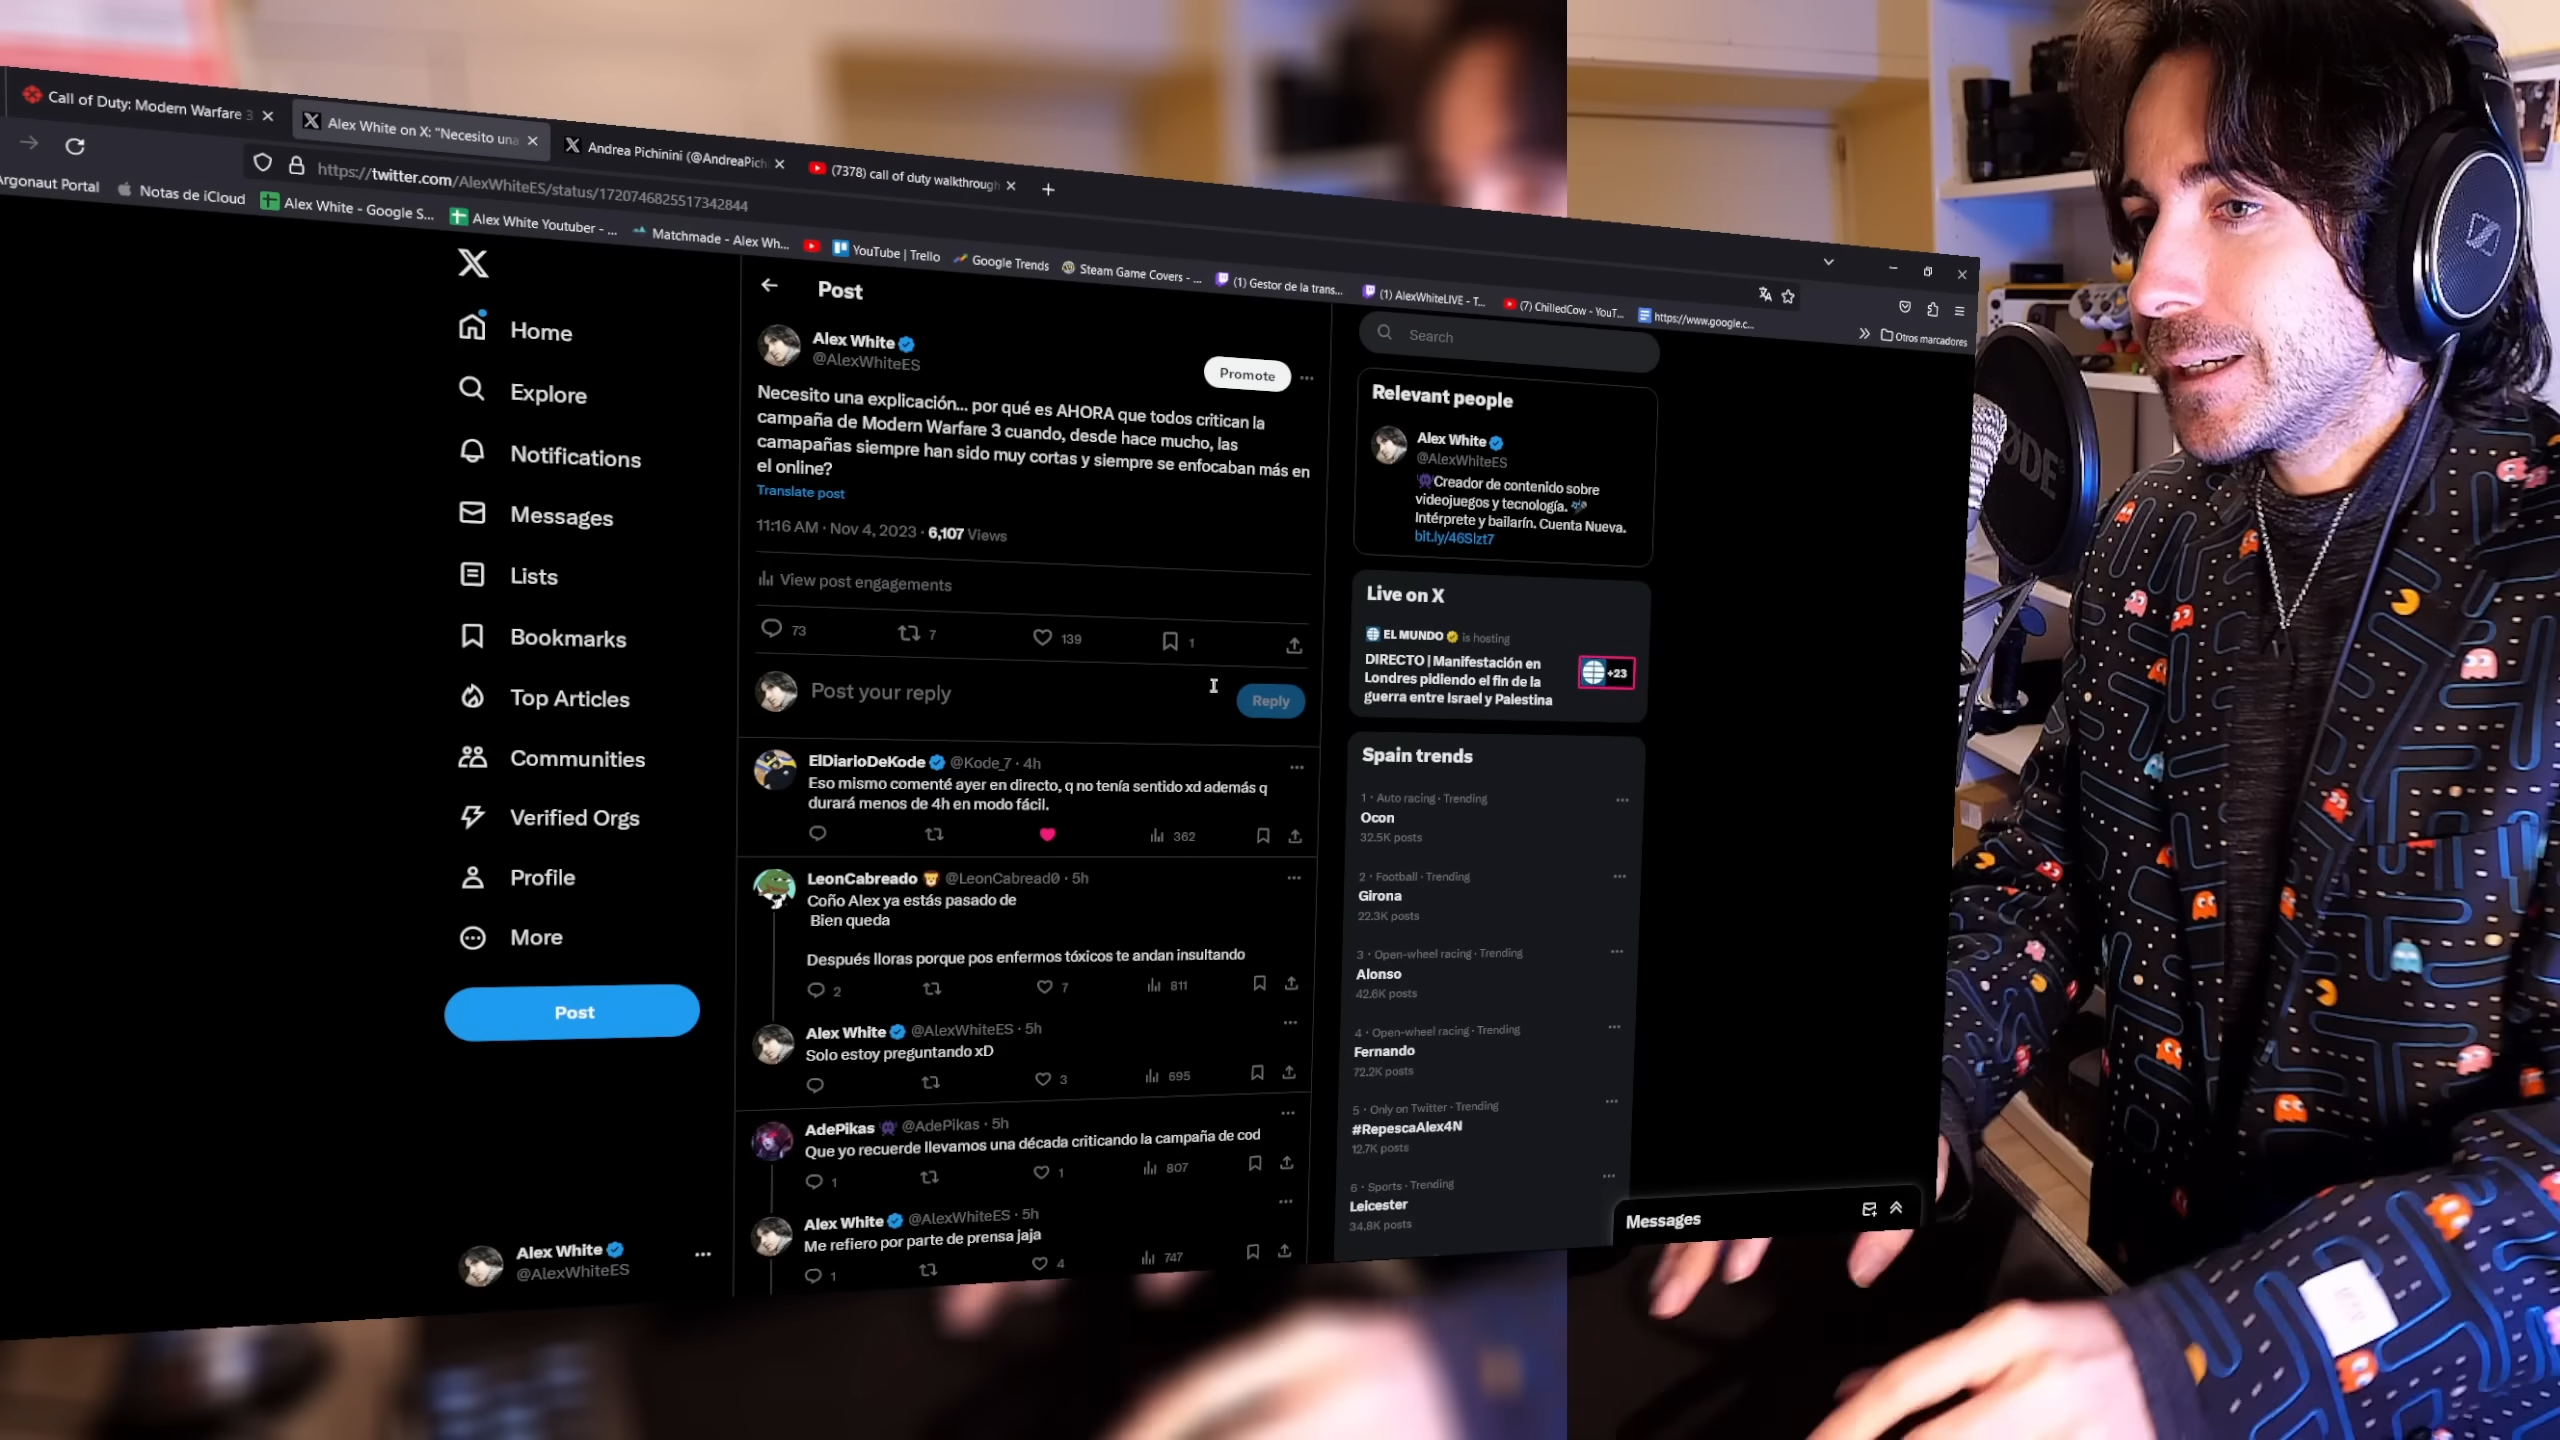 Call of Duty: Modern Warfare 3
Alex White on X: "Necesito una
Andrea Pichinini (@AndreaPich
(7378) call of duty walkthrough
https://twitter.com/AlexWhiteES/status/1720746825517342844
Argonaut Portal
Notas de iCloud
Alex White - Google S...
Alex White Youtuber - ...
Matchmade - Alex Wh...
YouTube | Trello
Google Trends
Steam Game Covers - ...
(1) Gestor de la trans...
(1) AlexWhiteLIVE - T...
(7) ChilledCow - YouT...
https://www.google.c...
Otros marcadores
Home
Explore
Notifications
Messages
Lists
Bookmarks
Top Articles
Communities
Verified Orgs
Profile
More
Post
Alex White
@AlexWhiteES
Post
Alex White
@AlexWhiteES
Promote
Necesito una explicación... por qué es AHORA que todos critican la
campaña de Modern Warfare 3 cuando, desde hace mucho, las
camapañas siempre han sido muy cortas y siempre se enfocaban más en
el online?
Translate post
11:16 AM · Nov 4, 2023 · 6,107 Views
View post engagements
73 7 139 1
Post your reply
Reply
ElDiarioDeKode @Kode_7 · 4h
Eso mismo comenté ayer en directo, q no tenía sentido xd además q
durará menos de 4h en modo fácil.
362
LeonCabreado 🦁 @LeonCabread0 · 5h
Coño Alex ya estás pasado de
Bien queda
Después lloras porque pos enfermos tóxicos te andan insultando
2 7 811
Alex White @AlexWhiteES · 5h
Solo estoy preguntando xD
3 695
AdePikas 👾 @AdePikas · 5h
Que yo recuerde llevamos una década criticando la campaña de cod
1 1 807
Alex White @AlexWhiteES · 5h
Me refiero por parte de prensa jaja
1 4 747
Search
Relevant people
Alex White
@AlexWhiteES
👾Creador de contenido sobre
videojuegos y tecnología.
Intérprete y bailarín. Cuenta Nueva.
bit.ly/46Slzt7
Live on X
EL MUNDO is hosting
DIRECTO | Manifestación en
Londres pidiendo el fin de la
guerra entre Israel y Palestina
+23
Spain trends
1 · Auto racing · Trending
Ocon
32.5K posts
2 · Football · Trending
Girona
22.3K posts
3 · Open-wheel racing · Trending
Alonso
42.6K posts
4 · Open-wheel racing · Trending
Fernando
72.2K posts
5 · Only on Twitter · Trending
#RepescaAlex4N
12.7K posts
6 · Sports · Trending
Leicester
34.8K posts
Messages